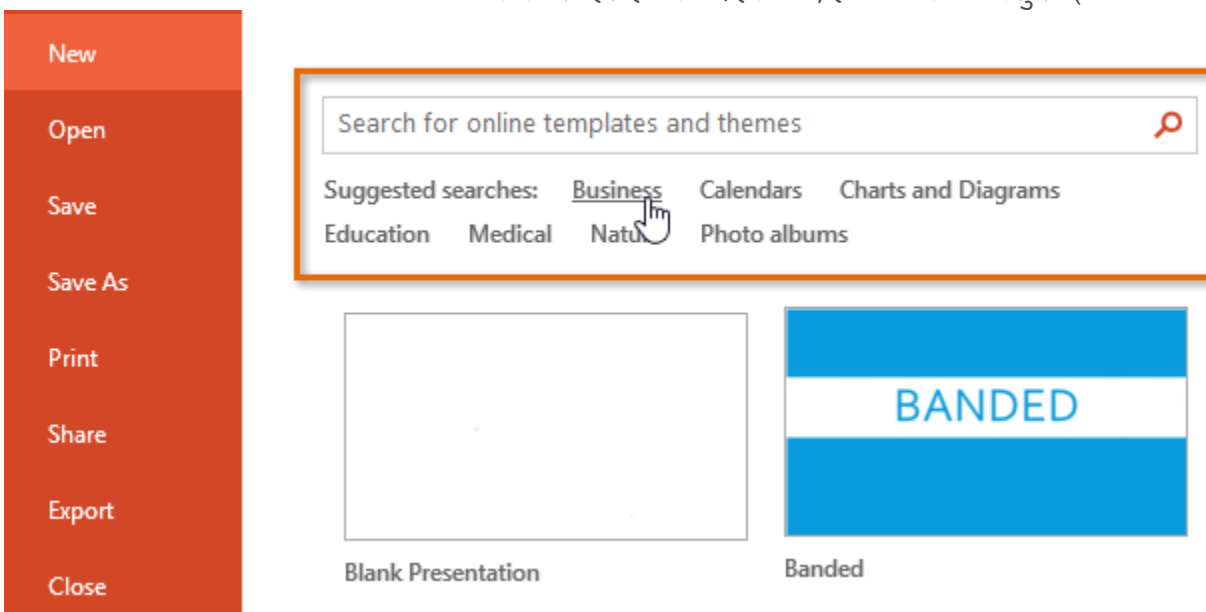 New
Open
Save
Save As
Print
Share
Export
Close
Search for online templates and themes
Suggested searches: Business Calendars Charts and Diagrams
Education Medical Photo albums
BANDED
Blank Presentation
Banded